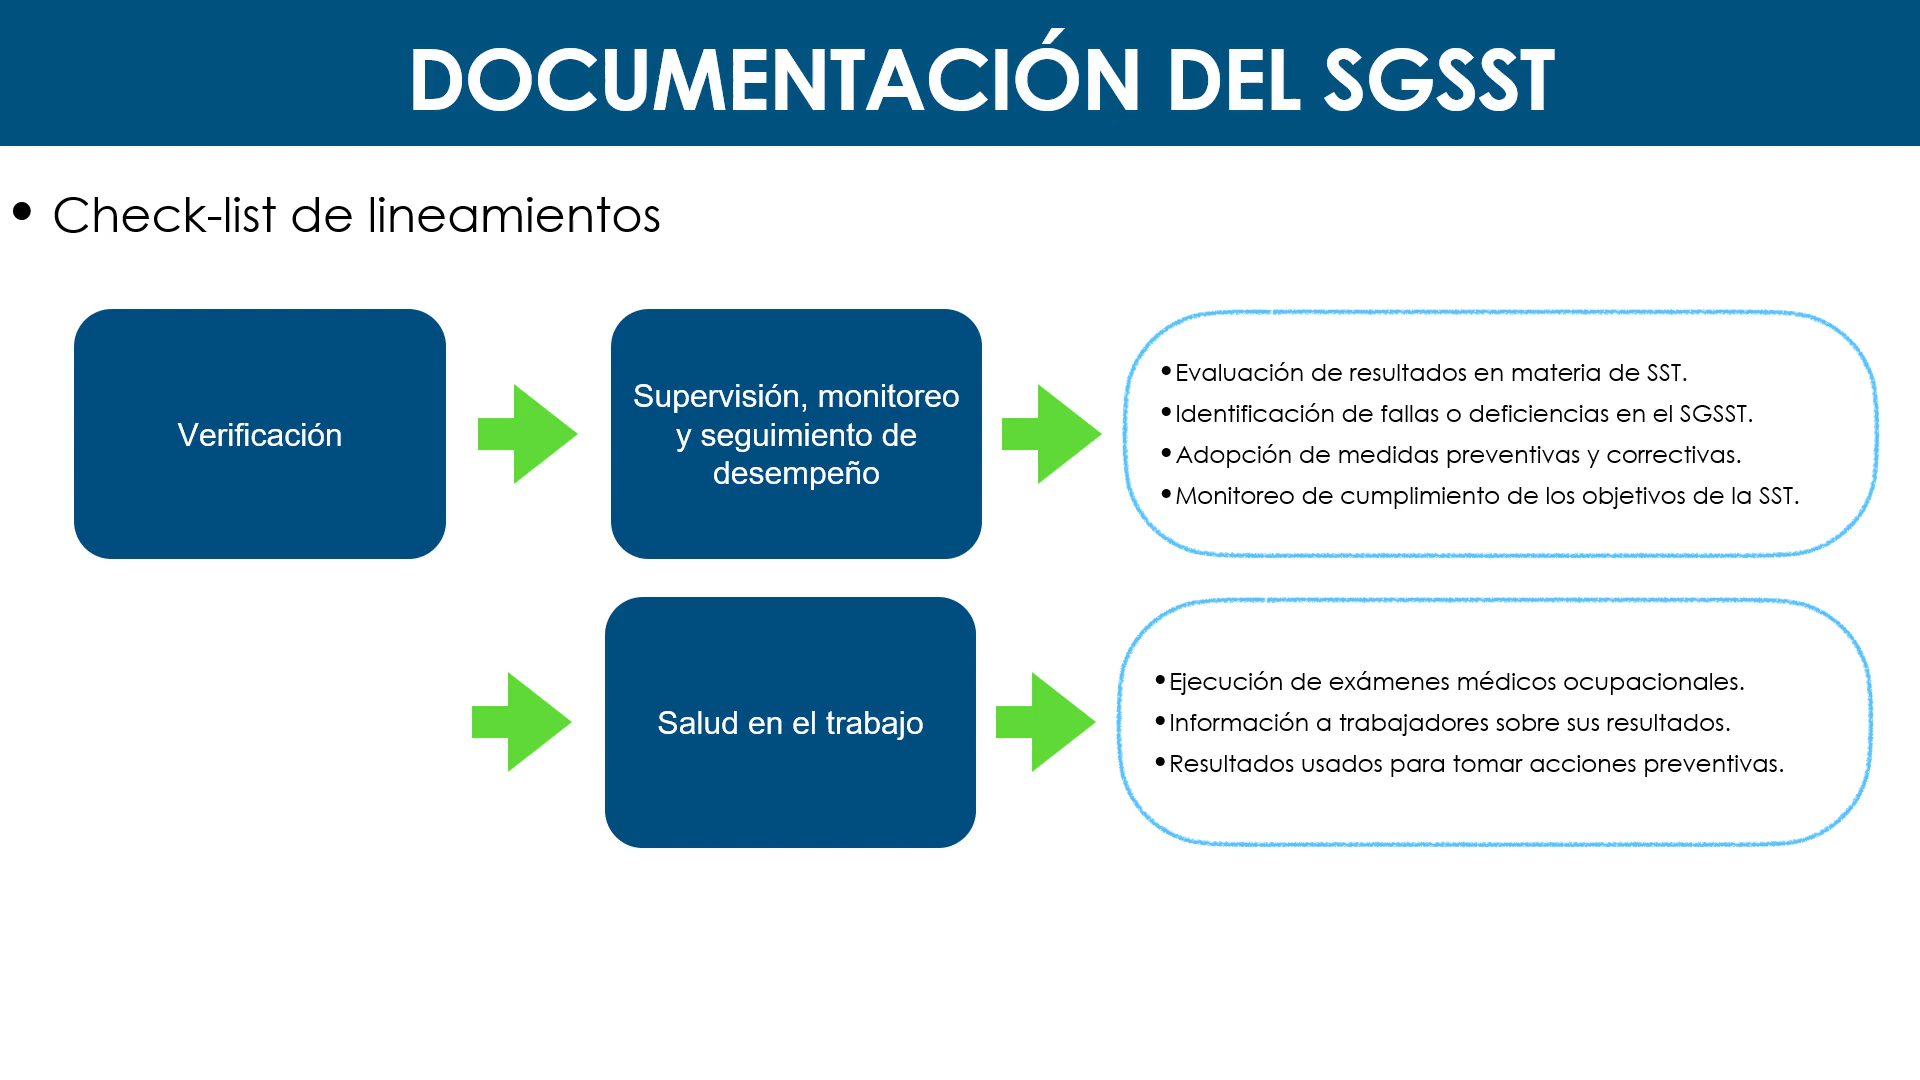 DOCUMENTACIÓN DEL SGSST
• Check-list de lineamientos
Verificación
Supervisión, monitoreo
y seguimiento de
desempeño
•Evaluación de resultados en materia de SST.
•Identificación de fallas o deficiencias en el SGSST.
•Adopción de medidas preventivas y correctivas.
•Monitoreo de cumplimiento de los objetivos de la SST.
Salud en el trabajo
•Ejecución de exámenes médicos ocupacionales.
•Información a trabajadores sobre sus resultados.
•Resultados usados para tomar acciones preventivas.